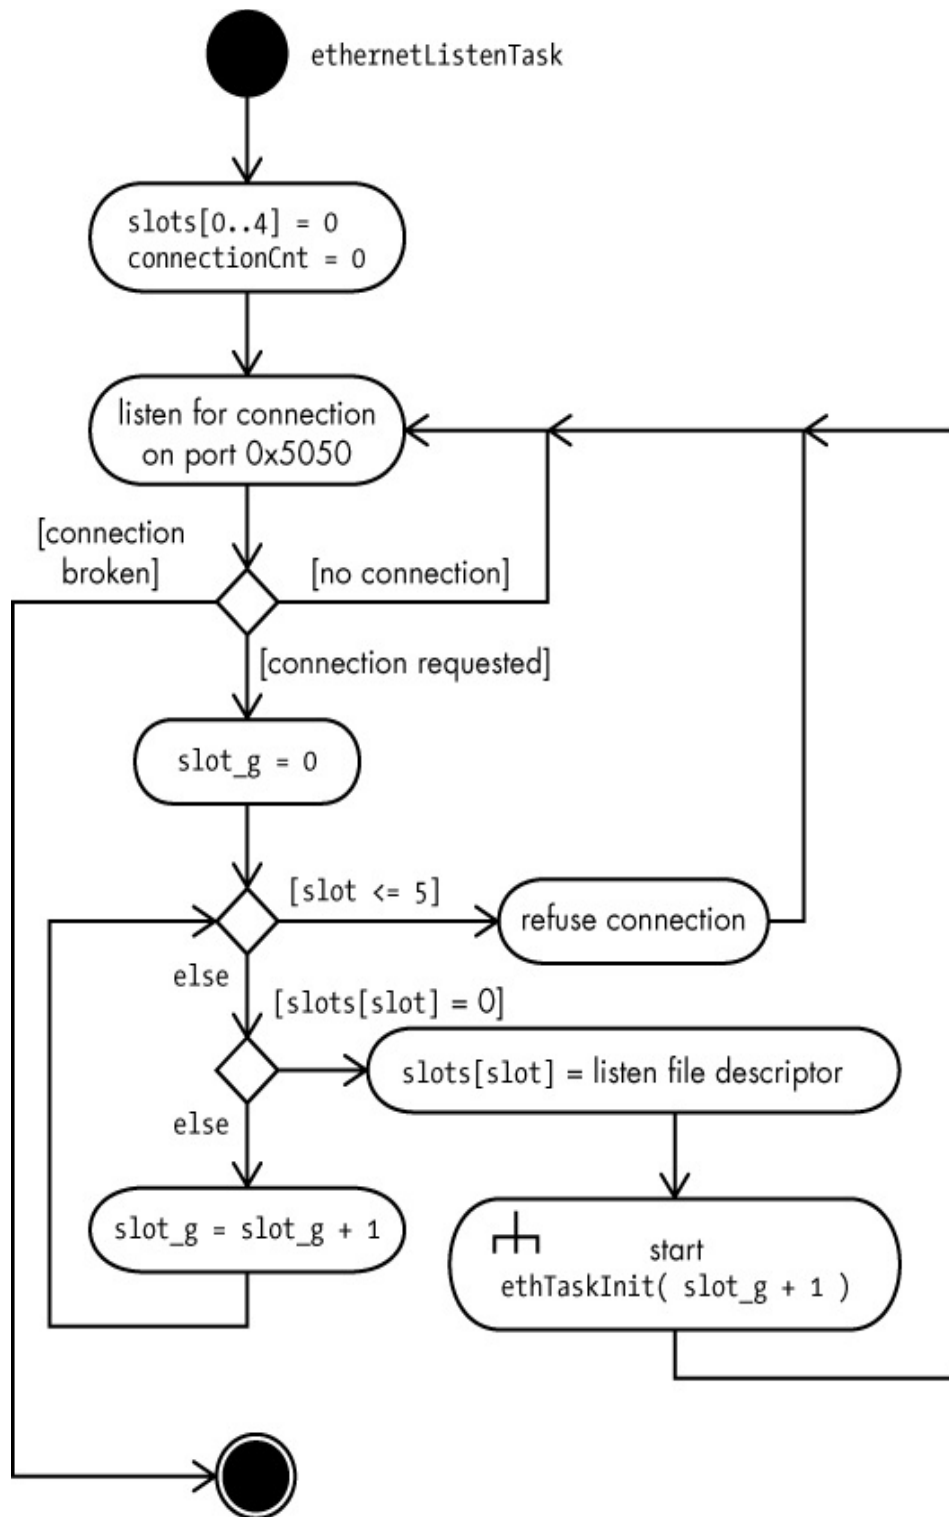 ethernetListenTask
slots[0..4] = 0
connectionCnt = 0
listen for connection
on port 0x5050
[connection
broken]
[no connection]
[connection requested]
slot_g = 0
[slot <= 5]
refuse connection
else
[slots[slot] = 0]
slots[slot] = listen file descriptor
else
slot_g = slot_g + 1
start
ethTaskInit( slot_g + 1 )